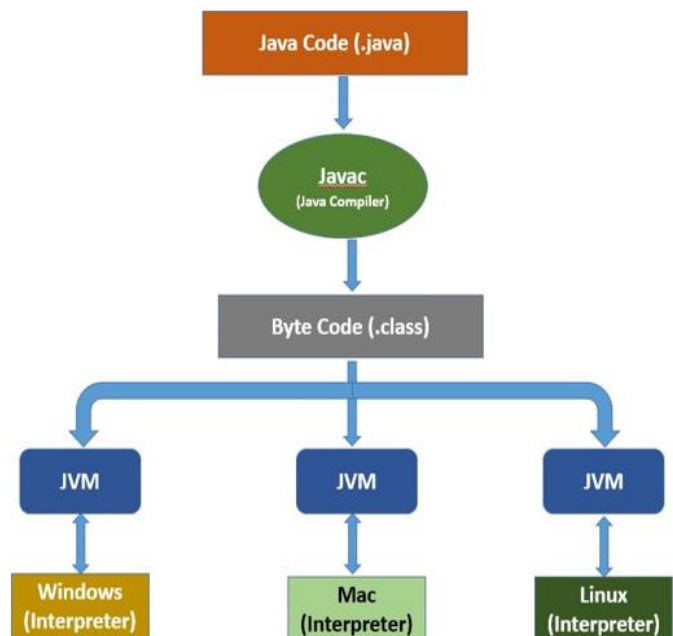 Java Code (.java)
Javac
(Java Compiler)
Byte Code (.class)
JVM
JVM
JVM
Windows
(Interpreter)
Mac
(Interpreter)
Linux
(Interpreter)